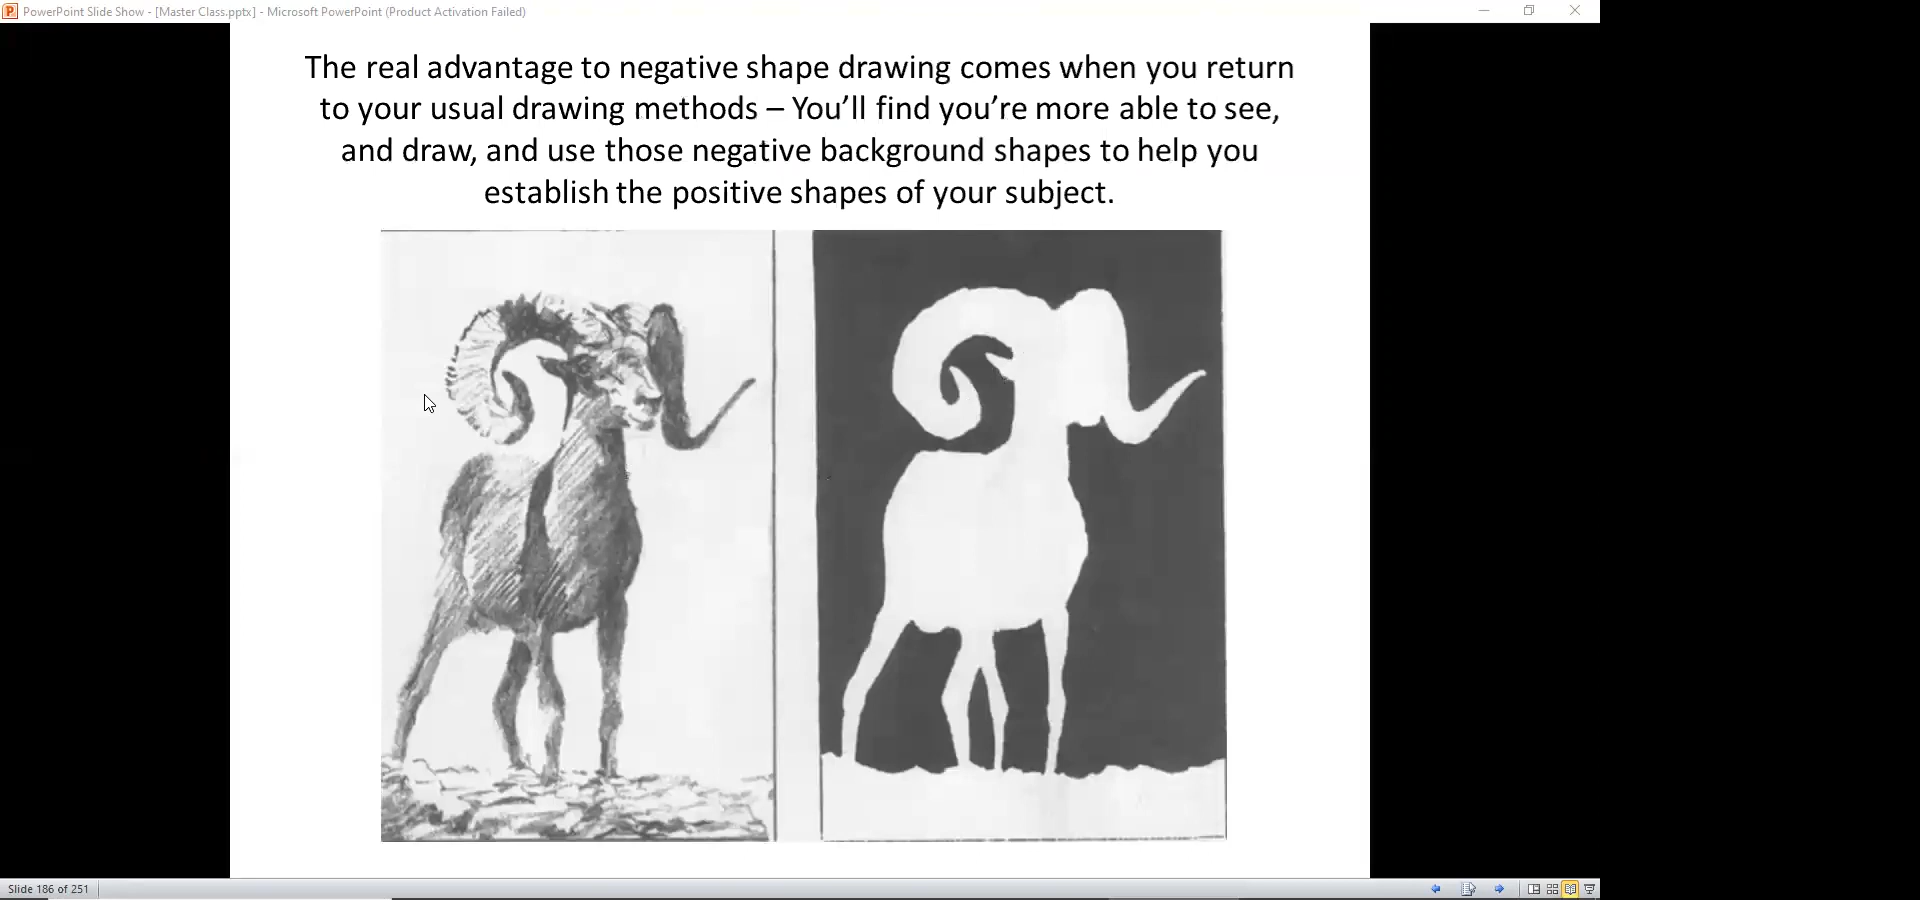 PowerPoint Slide Show - [Master Class.pptx] - Microsoft PowerPoint (Product Activation Failed)
The real advantage to negative shape drawing comes when you return
to your usual drawing methods – You’ll find you’re more able to see,
and draw, and use those negative background shapes to help you
establish the positive shapes of your subject.
Slide 186 of 251